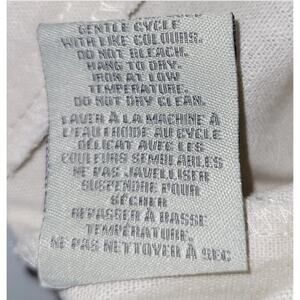 GENTLE CYCLE
WITH LIKE COLOURS.
DO NOT BLEACH.
HANG TO DRY.
IRON AT LOW
TEMPERATURE.
DO NOT DRY CLEAN.
LAVER À LA MACHINE À
L'EAU FROIDE AU CYCLE
DÉLICAT AVEC LES
COULEURS SEMBLABLES
NE PAS JAVELLISER
SUSPENDRE POUR
SÉCHER
REPASSER À BASSE
TEMPÉRATURE.
NE PAS NETTOYER À SEC